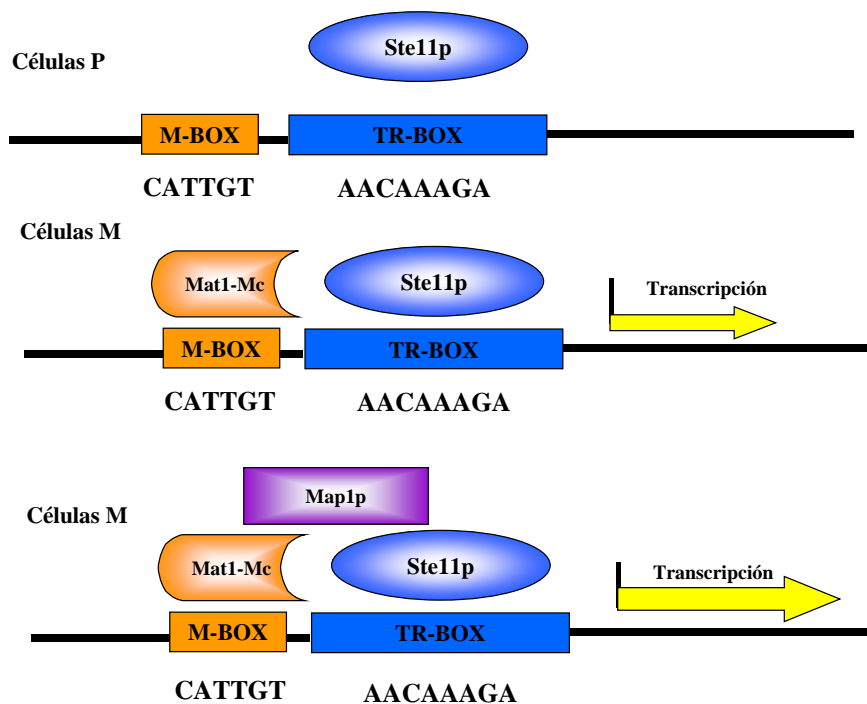 Ste11p
Células P
M-BOX TR-BOX
CATTGT AACAAAGA
Células M
Mat1-Mc Ste11p Transcripción
M-BOX TR-BOX
CATTGT AACAAAGA
Map1p
Células M
Mat1-Mc Ste11p Transcripción
M-BOX TR-BOX
CATTGT AACAAAGA